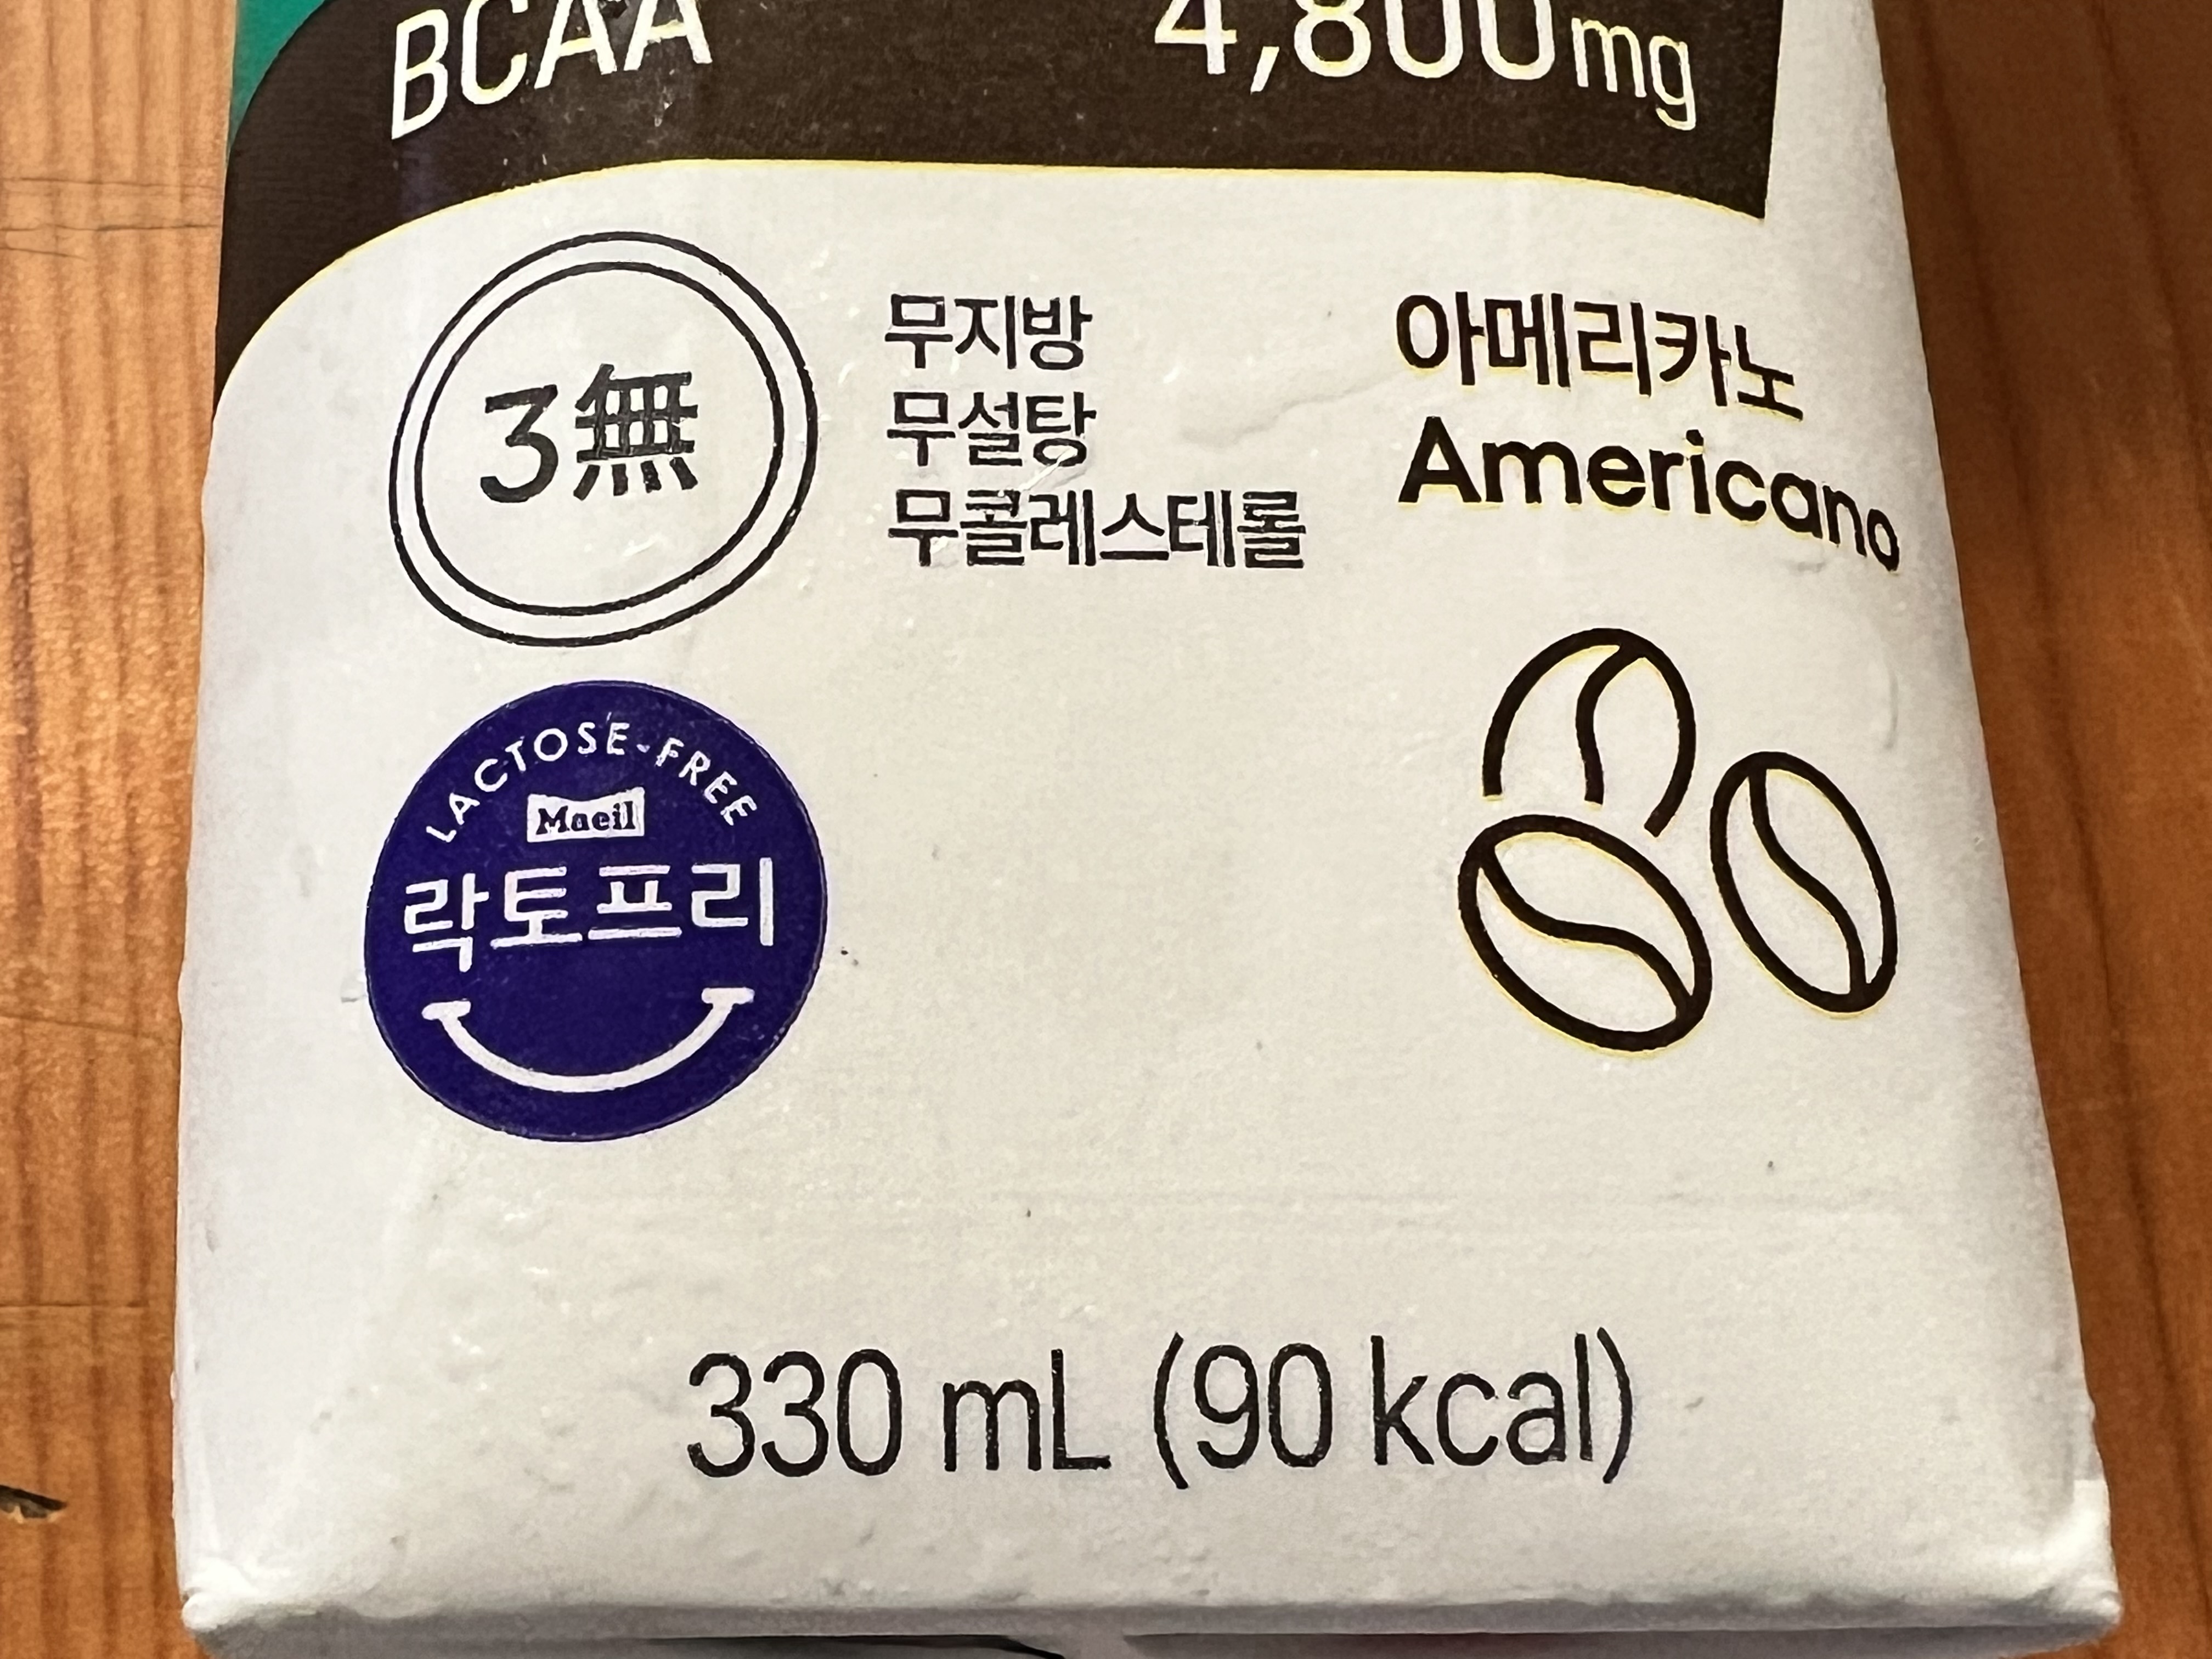 BCAA 4,800mg
3無
무지방
무설탕
무콜레스테롤
아메리카노
Americano
LACTOSE-FREE
Maeil
락토프리
330 mL (90 kcal)